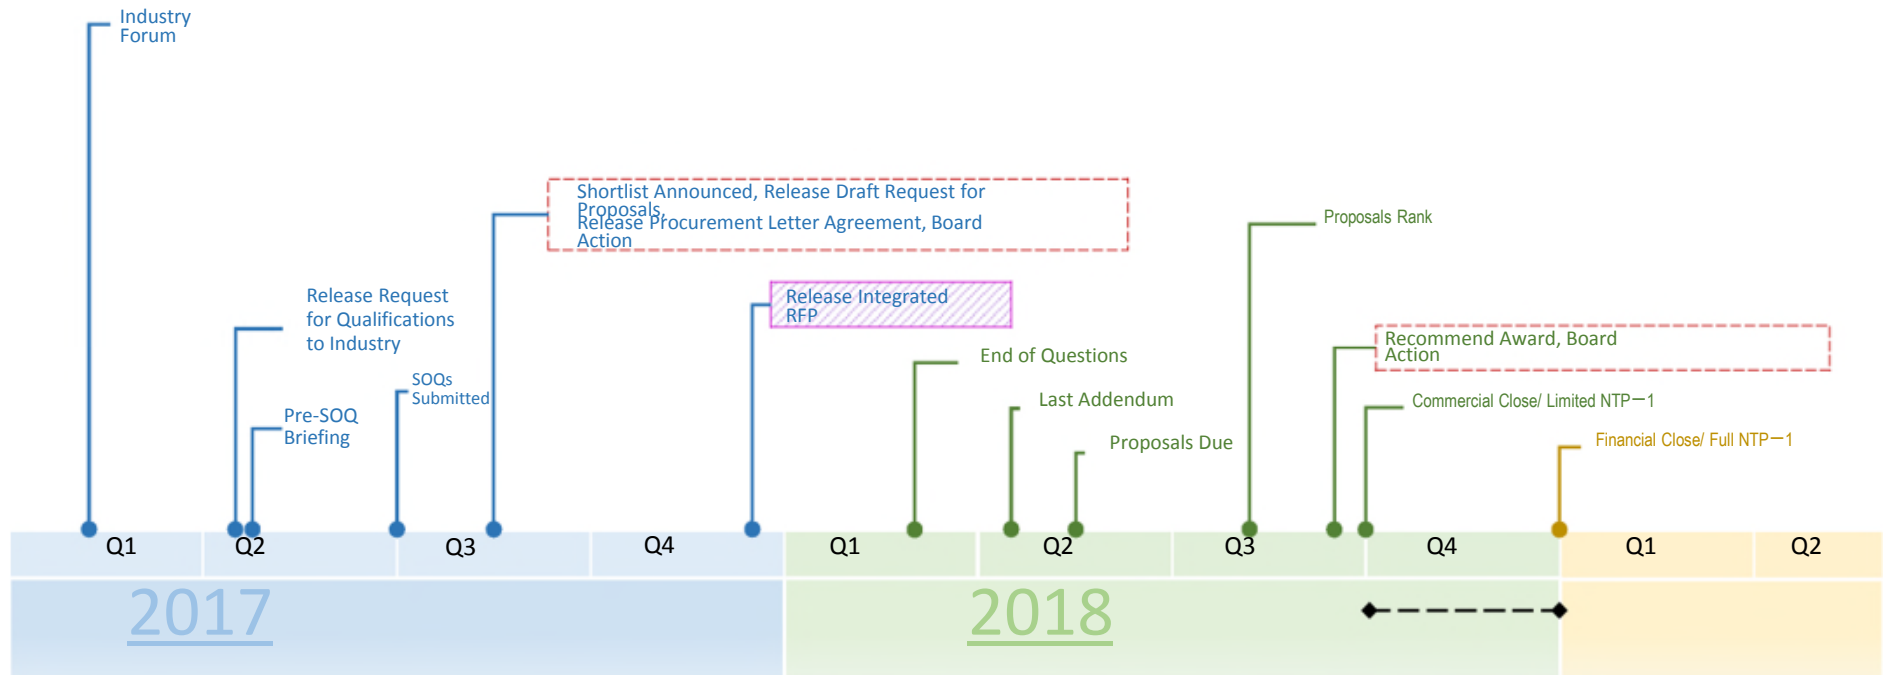 Industry
Forum
Shortlist Announced, Release Draft Request for
Proposals,
Release Procurement Letter Agreement, Board
Action
Proposals Rank
Release Request
for Qualifications
to Industry
Release Integrated
RFP
Recommend Award, Board
Action
End of Questions
SOQs
Submitted
Last Addendum
Commercial Close/ Limited NTP－1
Pre-SOQ
Briefing
Proposals Due
Financial Close/ Full NTP－1
Q1
Q2
Q3
Q4
Q1
Q2
Q3
Q4
Q1
Q2
2017
2018